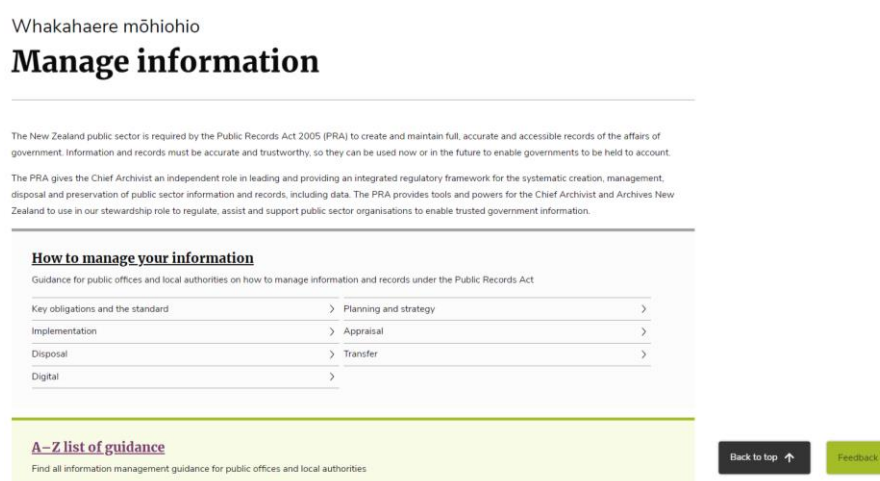 Whakahaere mōhiohio
Manage information
The New Zealand public sector is required by the Public Records Act 2005 (PRA) to create and maintain full, accurate and accessible records of the affairs of
government. Information and records must be accurate and trustworthy, so they can be used now or in the future to enable governments to be held to account.
The PRA gives the Chief Archivist an independent role in leading and providing an integrated regulatory framework for the systematic creation, management,
disposal and preservation of public sector information and records, including data. The PRA provides tools and powers for the Chief Archivist and Archives New
Zealand to use in our stewardship role to regulate, assist and support public sector organisations to enable trusted government information.
How to manage your information
Guidance for public offices and local authorities on how to manage information and records under the Public Records Act
Key obligations and the standard
Planning and strategy
Implementation
Appraisal
Disposal
Transfer
Digital
A–Z list of guidance
Find all information management guidance for public offices and local authorities
Back to top
Feedback